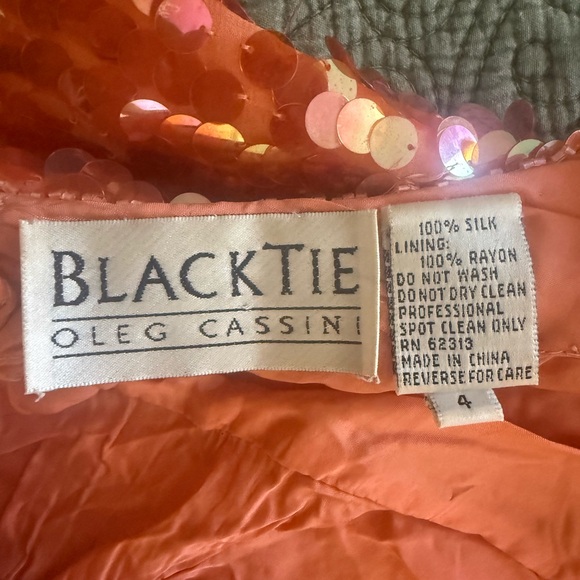 BLACKTIE
OLEG CASSINI
100% SILK
LINING:
100% RAYON
DO NOT WASH
DO NOT DRY CLEAN
PROFESSIONAL
SPOT CLEAN ONLY
RN 62313
MADE IN CHINA
REVERSE FOR CARE
4